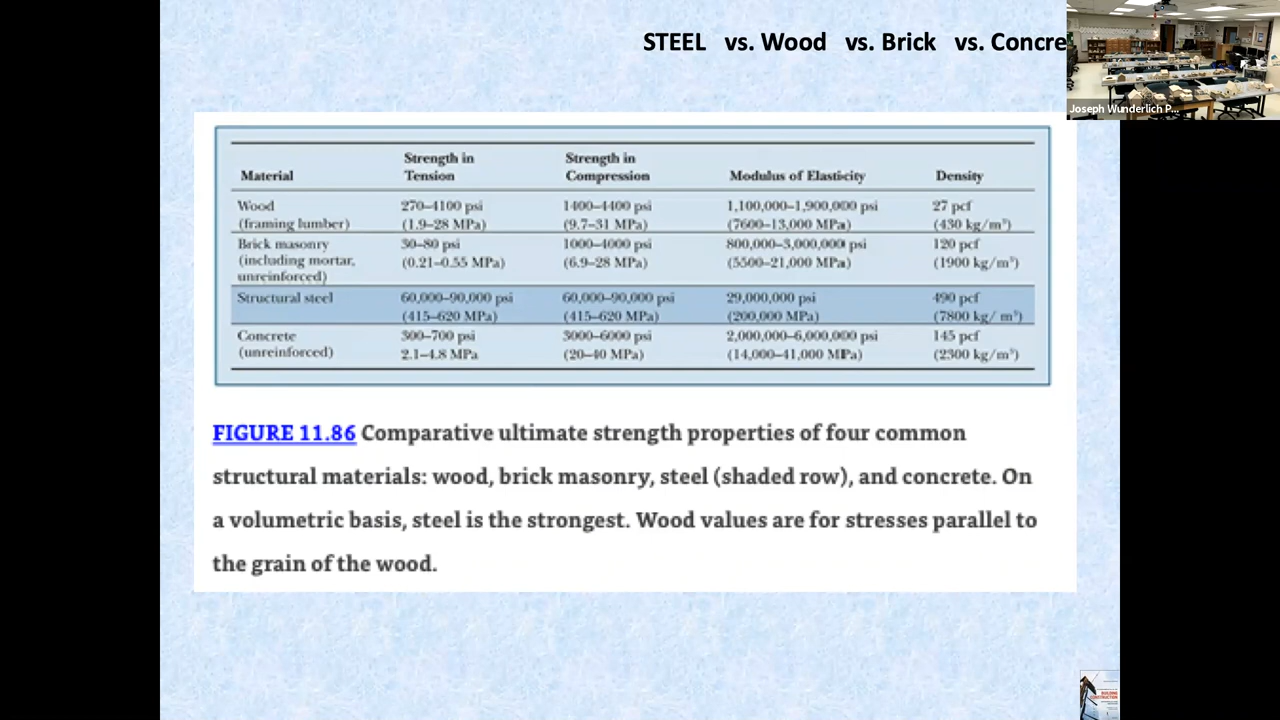 STEEL vs. Wood vs. Brick vs. Concre
Joseph Wunderlich P...
Material Strength in Tension Strength in Compression Modulus of Elasticity Density
Wood 270–4100 psi 1400–4400 psi 1,100,000–1,900,000 psi 27 pcf
(framing lumber) (1.9–28 MPa) (9.7–31 MPa) (7600–13,000 MPa) (430 kg/m³)
Brick masonry 30–80 psi 1000–4000 psi 800,000–3,000,000 psi 120 pcf
(including mortar, (0.21–0.55 MPa) (6.9–28 MPa) (5500–21,000 MPa) (1900 kg/m³)
unreinforced)
Structural steel 60,000–90,000 psi 60,000–90,000 psi 29,000,000 psi 490 pcf
(415–620 MPa) (415–620 MPa) (200,000 MPa) (7800 kg/ m³)
Concrete 300–700 psi 3000–6000 psi 2,000,000–6,000,000 psi 145 pcf
(unreinforced) 2.1–4.8 MPa (20–40 MPa) (14,000–41,000 MPa) (2300 kg/m³)
FIGURE 11.86 Comparative ultimate strength properties of four common
structural materials: wood, brick masonry, steel (shaded row), and concrete. On
a volumetric basis, steel is the strongest. Wood values are for stresses parallel to
the grain of the wood.